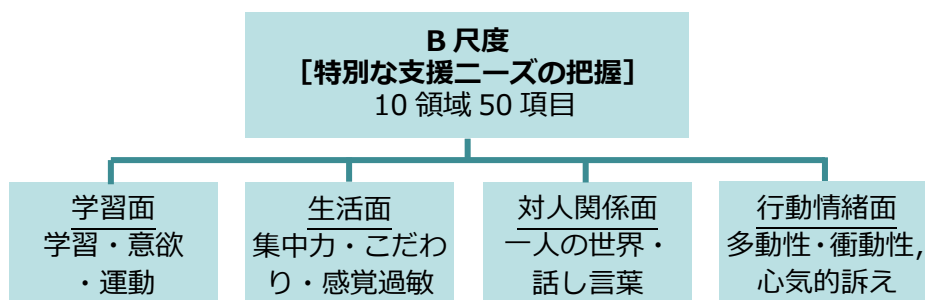 B 尺度
［特別な支援ニーズの把握］
10 領域 50 項目
学習面
学習・意欲
・運動
生活面
集中力・こだわ
り・感覚過敏
対人関係面
一人の世界・
話し言葉
行動情緒面
多動性・衝動性,
心気的訴え